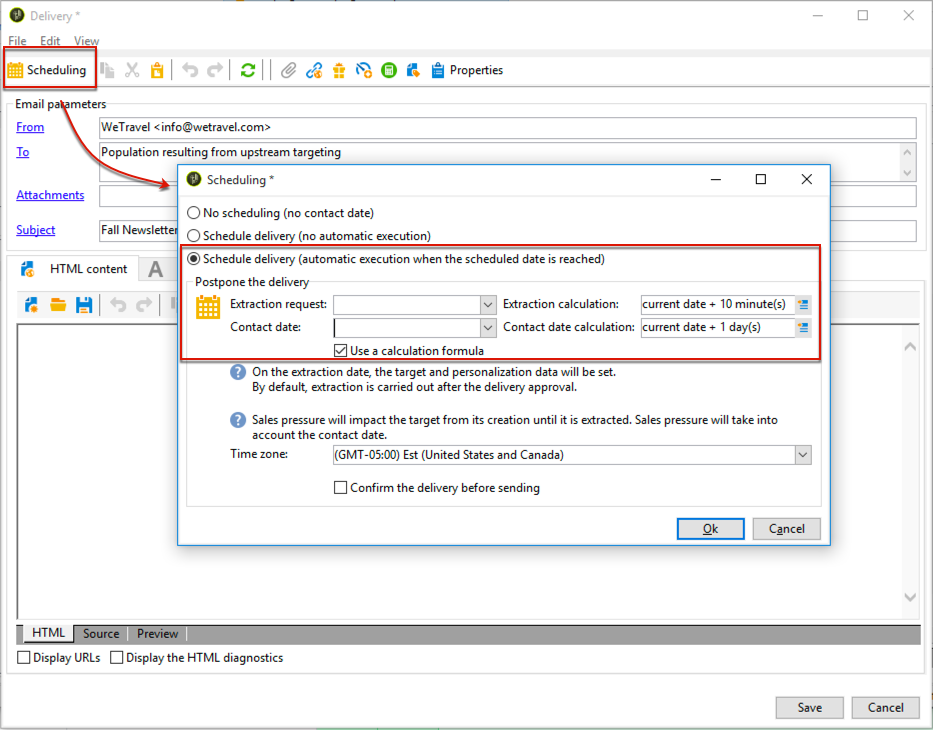 Delivery *
File Edit View
Scheduling Properties
Email parameters
From WeTravel <info@wetravel.com>
To Population resulting from upstream targeting
Attachments
Subject Fall Newsletter
HTML content A
Scheduling *
No scheduling (no contact date)
Schedule delivery (no automatic execution)
Schedule delivery (automatic execution when the scheduled date is reached)
Postpone the delivery
Extraction request: Extraction calculation: current date + 10 minute(s)
Contact date: Contact date calculation: current date + 1 day(s)
Use a calculation formula
On the extraction date, the target and personalization data will be set.
By default, extraction is carried out after the delivery approval.
Sales pressure will impact the target from its creation until it is extracted. Sales pressure will take into
account the contact date.
Time zone: (GMT-05:00) Est (United States and Canada)
Confirm the delivery before sending
Ok Cancel
HTML Source Preview
Display URLs Display the HTML diagnostics
Save Cancel